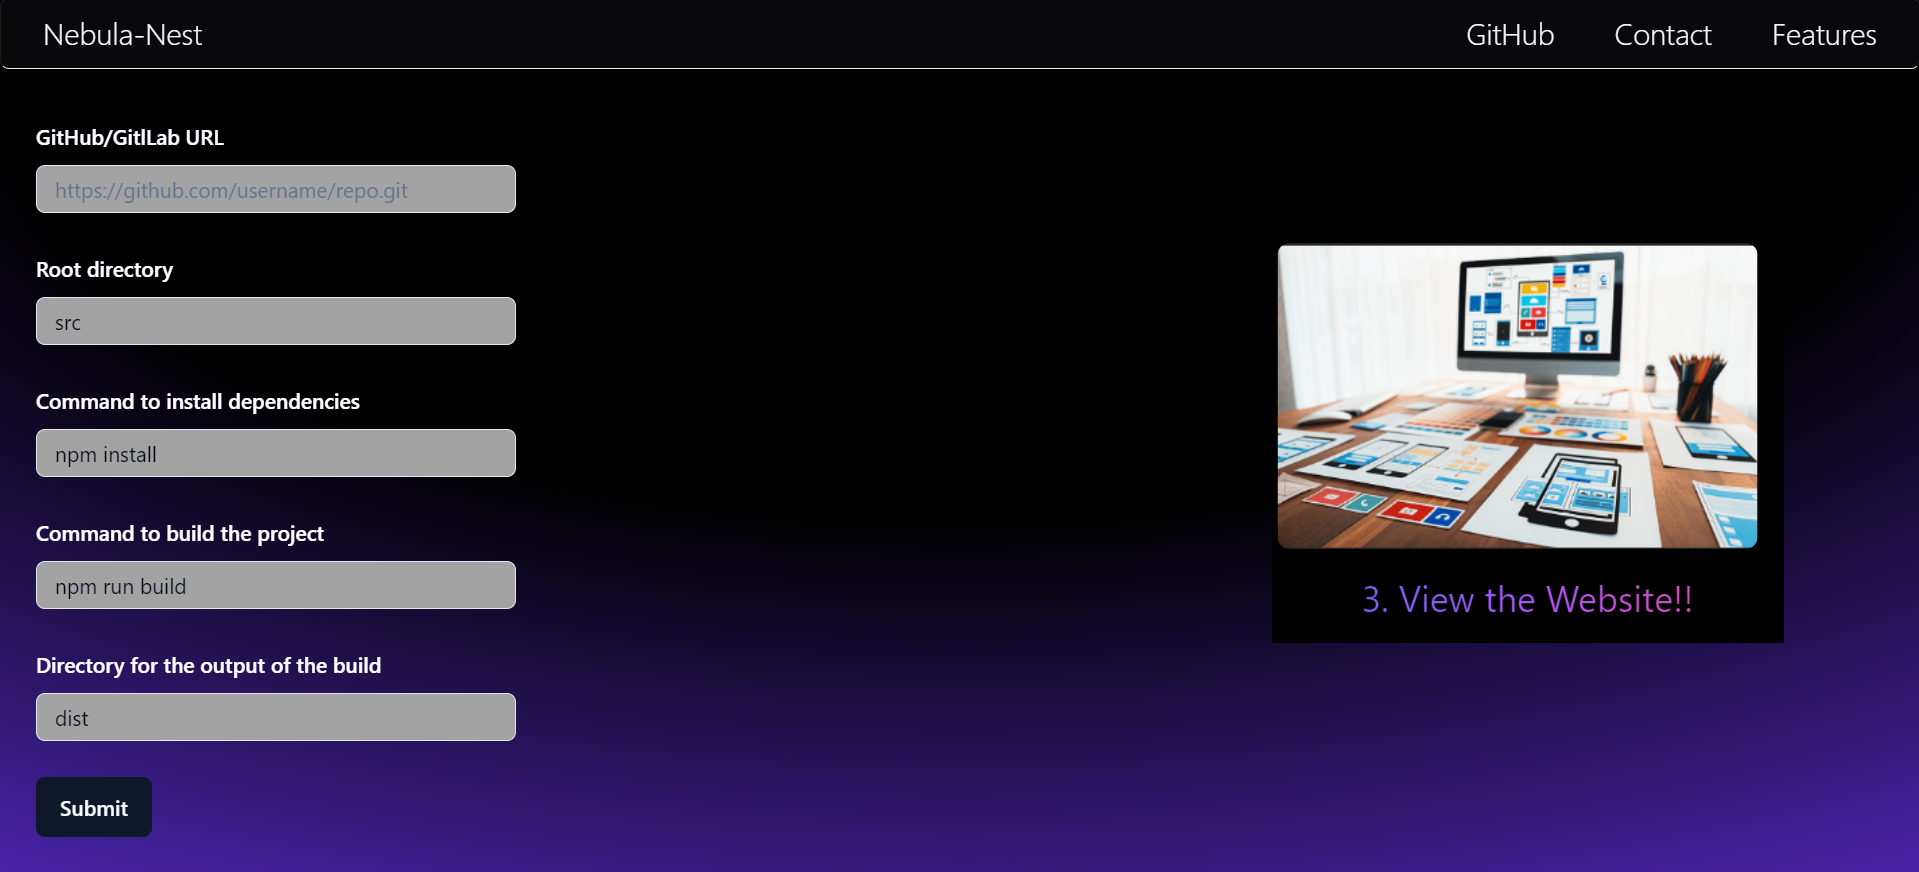 Nebula-Nest
GitHub
Contact
Features
GitHub/GitlLab URL
https://github.com/username/repo.git
Root directory
src
Command to install dependencies
npm install
Command to build the project
npm run build
Directory for the output of the build
dist
Submit
3. View the Website!!